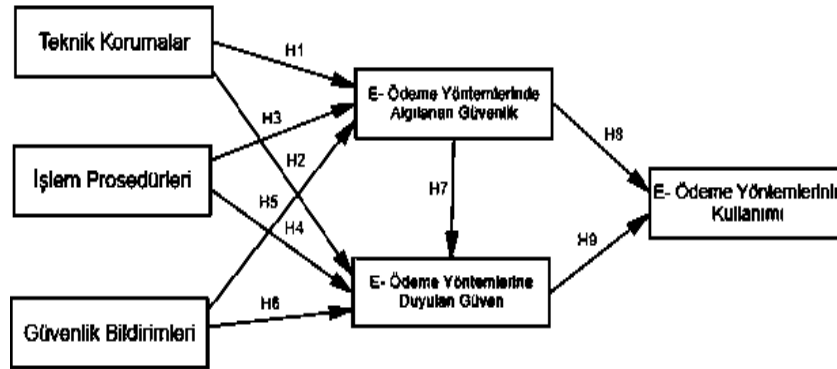 Teknik Korumalar
H1
E- Ödeme Yöntemlerinde
Algılanan Güvenlik
H3
H8
H2
İşlem Prosedürleri
H7
E- Ödeme Yöntemlerinin
Kullanımı
H5
H4
H9
E- Ödeme Yöntemlerine
Duyulan Güven
H6
Güvenlik Bildirimleri